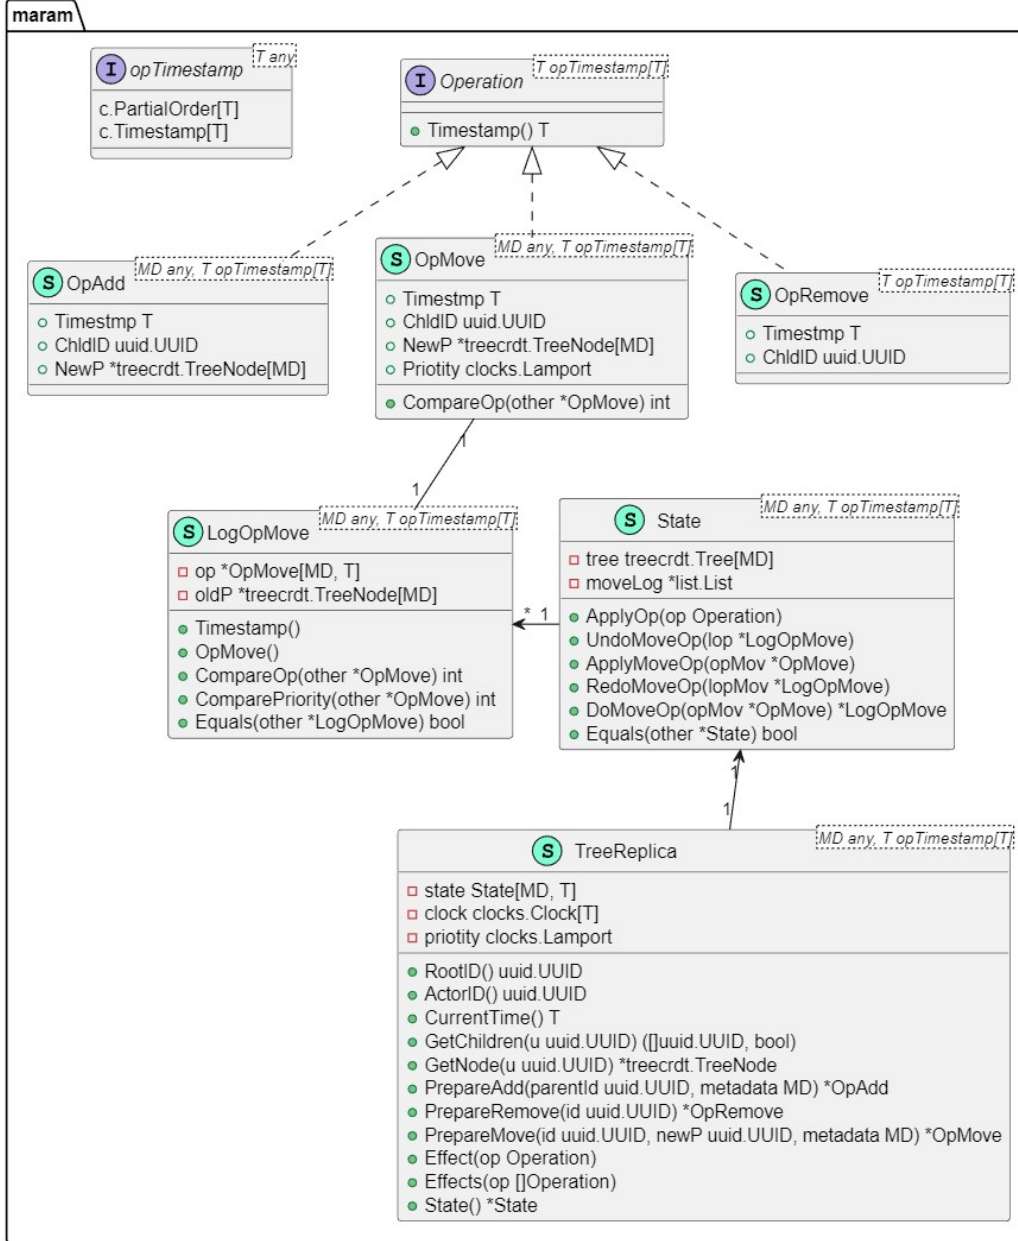 maram
I opTimestamp
T any
c.PartialOrder[T]
c.Timestamp[T]
I Operation
T opTimestamp[T]
Timestamp() T
S OpAdd
MD any, T opTimestamp[T]
Timestmp T
ChldID uuid.UUID
NewP *treecrdt.TreeNode[MD]
S OpMove
MD any, T opTimestamp[T]
Timestmp T
ChldID uuid.UUID
NewP *treecrdt.TreeNode[MD]
Priotity clocks.Lamport
CompareOp(other *OpMove) int
S OpRemove
T opTimestamp[T]
Timestmp T
ChldID uuid.UUID
1
1
S LogOpMove
MD any, T opTimestamp[T]
op *OpMove[MD, T]
oldP *treecrdt.TreeNode[MD]
Timestamp()
OpMove()
CompareOp(other *OpMove) int
ComparePriority(other *OpMove) int
Equals(other *LogOpMove) bool
* 1
S State
MD any, T opTimestamp[T]
tree treecrdt.Tree[MD]
moveLog *list.List
ApplyOp(op Operation)
UndoMoveOp(lop *LogOpMove)
ApplyMoveOp(opMov *OpMove)
RedoMoveOp(lopMov *LogOpMove)
DoMoveOp(opMov *OpMove) *LogOpMove
Equals(other *State) bool
1
1
S TreeReplica
MD any, T opTimestamp[T]
state State[MD, T]
clock clocks.Clock[T]
priotity clocks.Lamport
RootID() uuid.UUID
ActorID() uuid.UUID
CurrentTime() T
GetChildren(u uuid.UUID) ([]uuid.UUID, bool)
GetNode(u uuid.UUID) *treecrdt.TreeNode
PrepareAdd(parentId uuid.UUID, metadata MD) *OpAdd
PrepareRemove(id uuid.UUID) *OpRemove
PrepareMove(id uuid.UUID, newP uuid.UUID, metadata MD) *OpMove
Effect(op Operation)
Effects(op []Operation)
State() *State